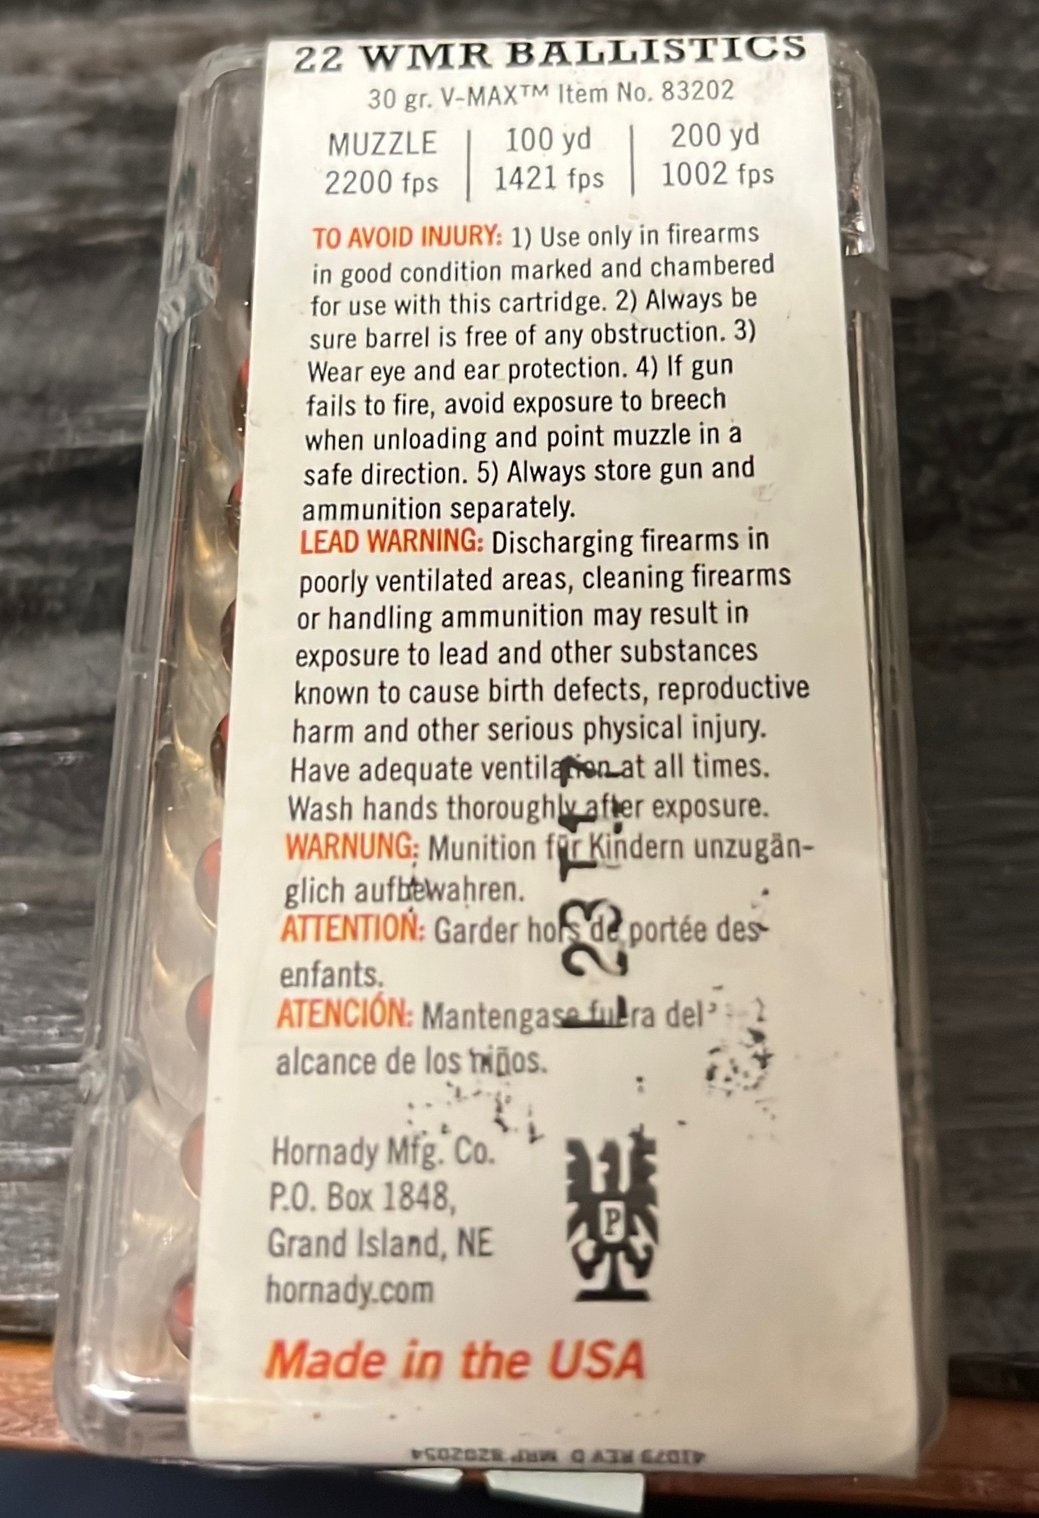 22 WMR BALLISTICS
30 gr. V-MAX™ Item No. 83202
MUZZLE | 100 yd | 200 yd
2200 fps | 1421 fps | 1002 fps
TO AVOID INJURY: 1) Use only in firearms
in good condition marked and chambered
for use with this cartridge. 2) Always be
sure barrel is free of any obstruction. 3)
Wear eye and ear protection. 4) If gun
fails to fire, avoid exposure to breech
when unloading and point muzzle in a
safe direction. 5) Always store gun and
ammunition separately.
LEAD WARNING: Discharging firearms in
poorly ventilated areas, cleaning firearms
or handling ammunition may result in
exposure to lead and other substances
known to cause birth defects, reproductive
harm and other serious physical injury.
Have adequate ventilation at all times.
Wash hands thoroughly after exposure.
WARNUNG: Munition für Kindern unzugän-
glich aufbewahren.
ATTENTION: Garder hors de portée des
enfants.
ATENCIÓN: Mantengase fuera del
alcance de los niños.
Hornady Mfg. Co.
P.O. Box 1848,
Grand Island, NE
hornady.com
P
Made in the USA
41073 REV D MRP 8202054